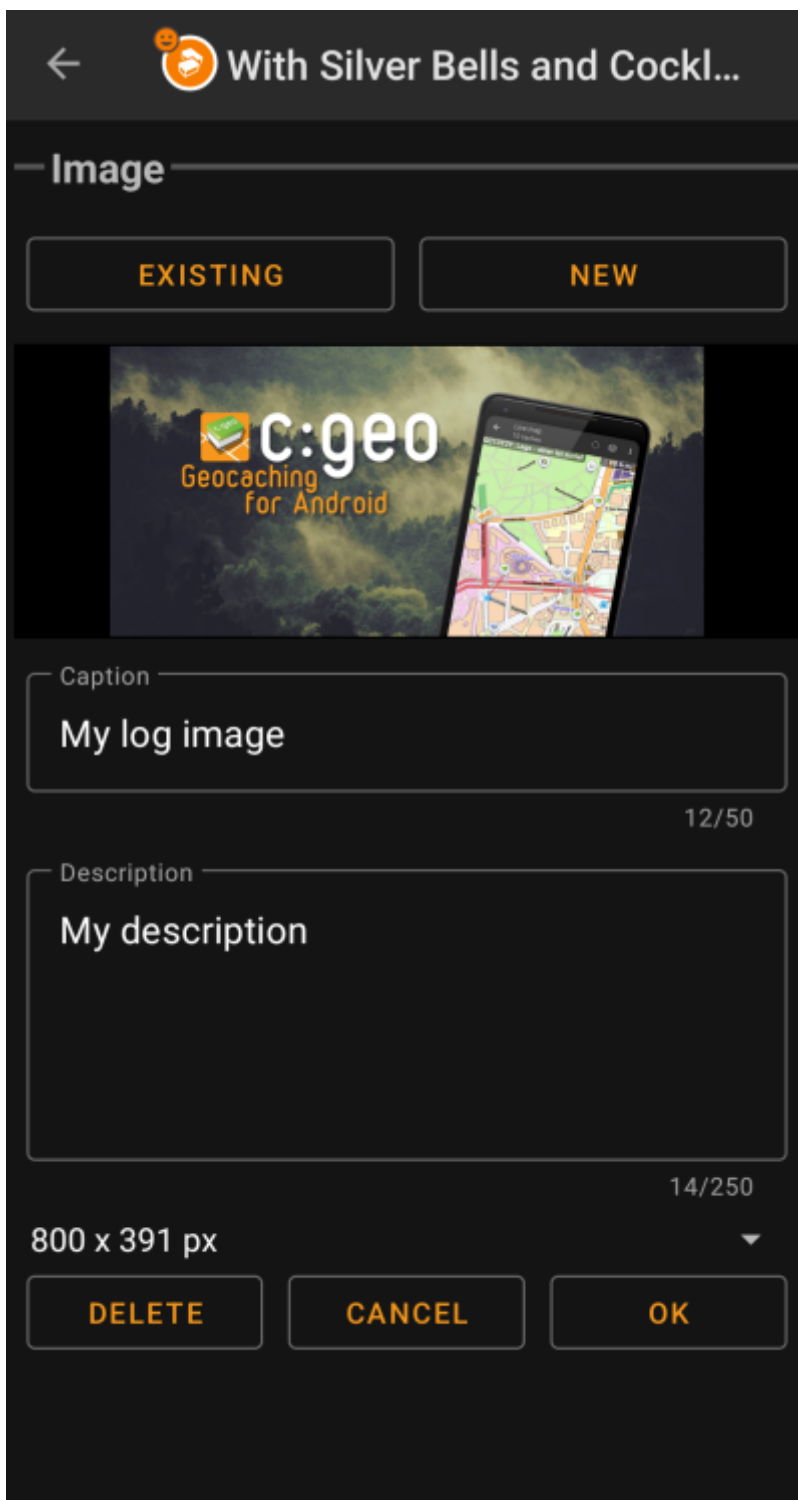 With Silver Bells and Cockl...
Image
EXISTING
NEW
c:geo
Geocaching
for Android
Caption
My log image
12/50
Description
My description
14/250
800 x 391 px
DELETE
CANCEL
OK